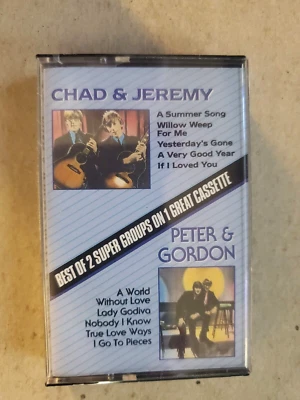 CHAD & JEREMY
A Summer Song
Willow Weep
For Me
Yesterday's Gone
A Very Good Year
If I Loved You
BEST OF 2 SUPER GROUPS ON 1 GREAT CASSETTE
PETER &
GORDON
A World
Without Love
Lady Godiva
Nobody I Know
True Love Ways
I Go To Pieces